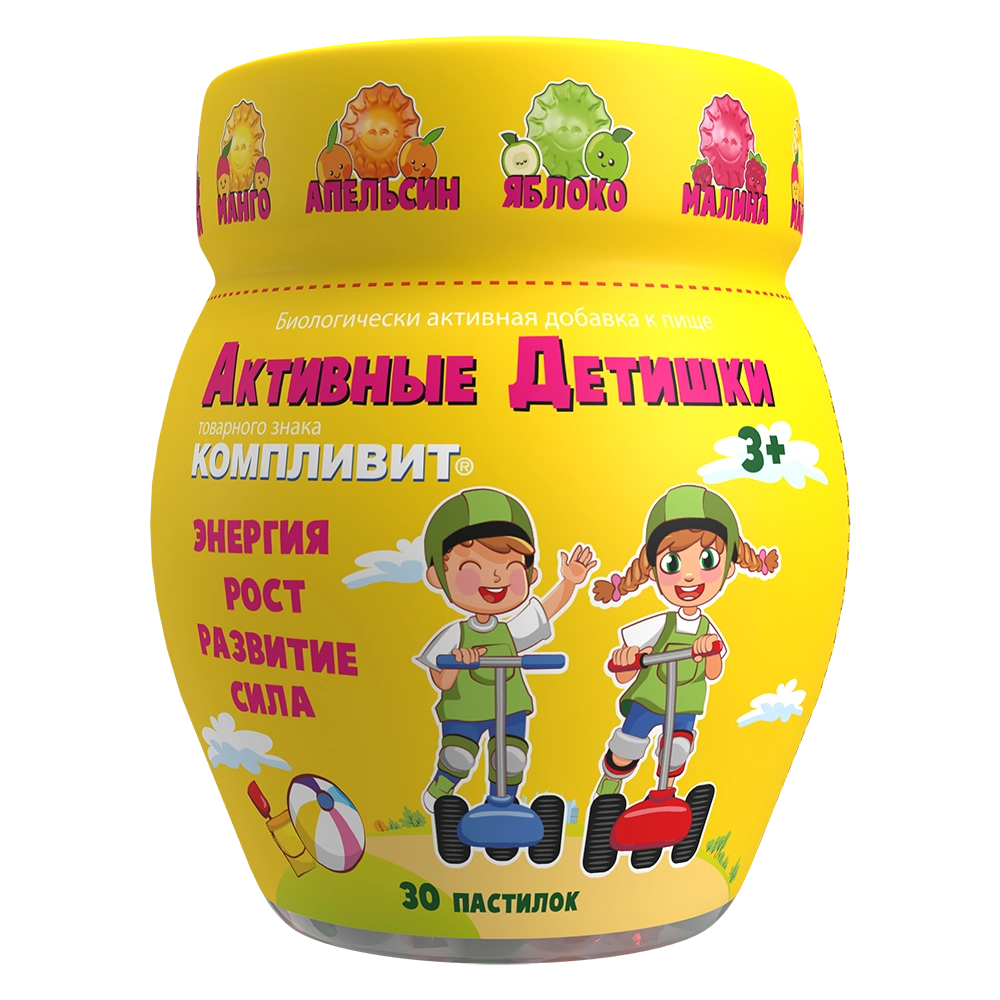 МАНГО
АПЕЛЬСИН
ЯБЛОКО
МАЛИНА
Биологически активная добавка к пище
АКТИВНЫЕ ДЕТИШКИ
товарного знака
КОМПЛИВИТ®
3+
ЭНЕРГИЯ
РОСТ
РАЗВИТИЕ
СИЛА
30 ПАСТИЛОК